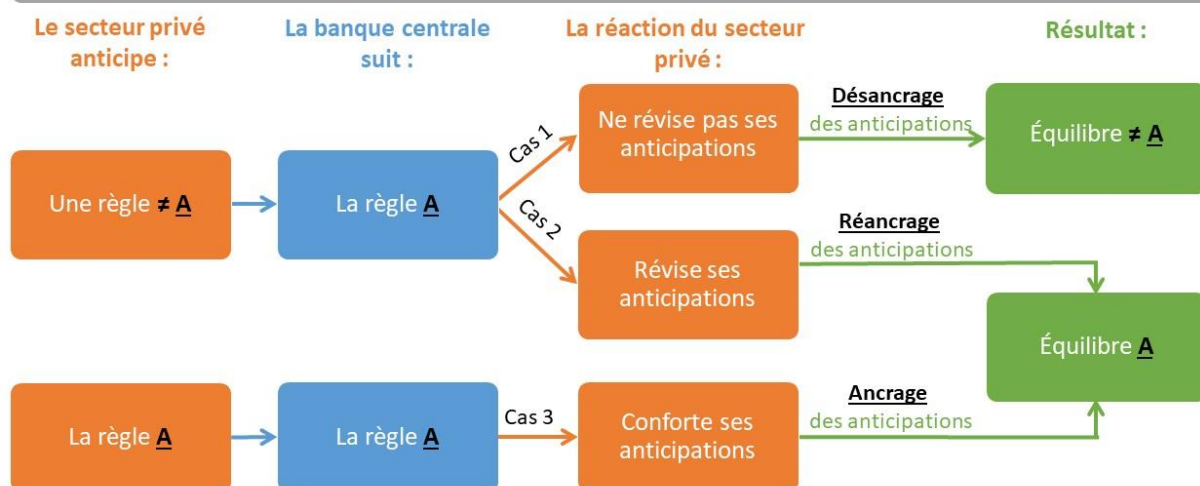 Le secteur privé
anticipe :
La banque centrale
suit :
La réaction du secteur
privé :
Résultat :
Une règle ≠ A
La règle A
Cas 1
Ne révise pas ses
anticipations
Désancrage
des anticipations
Équilibre ≠ A
Cas 2
Révise ses
anticipations
Réancrage
des anticipations
Équilibre A
La règle A
La règle A
Cas 3
Conforte ses
anticipations
Ancrage
des anticipations